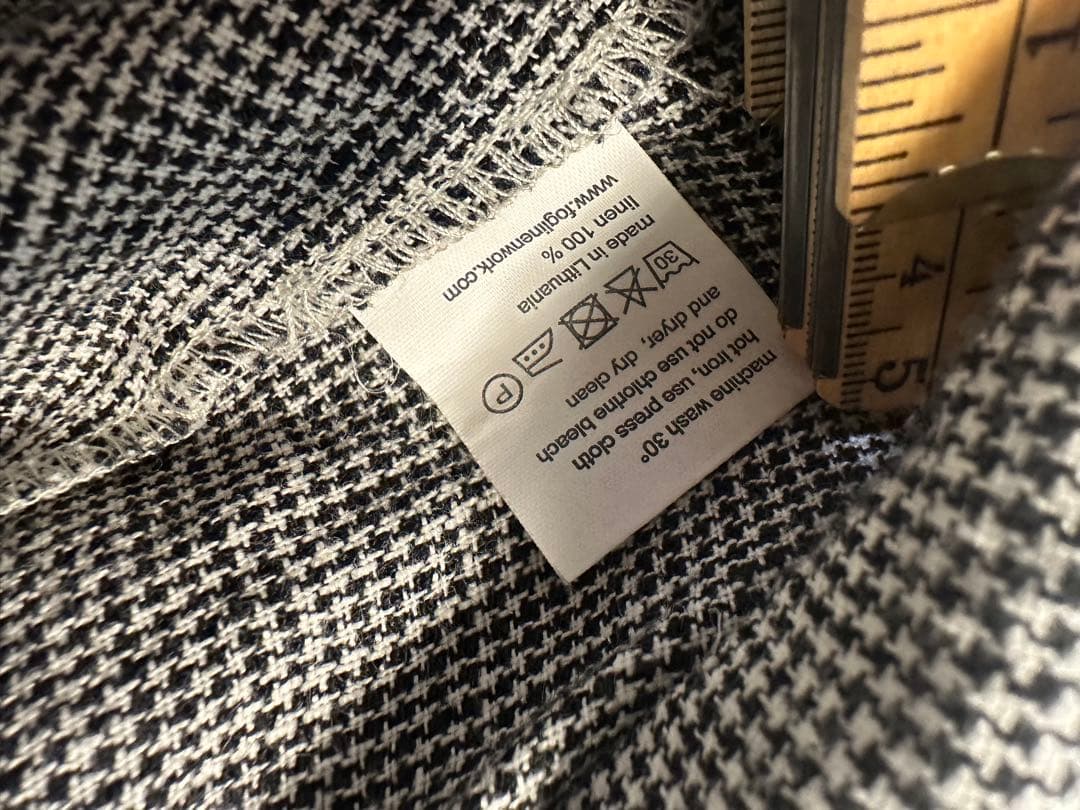 machine wash 30°
hot iron, use press cloth
do not use chlorine bleach
and dryer, dry clean
30 P
made in Lithuania
linen 100 %
www.foglinenwork.com
1
4
5